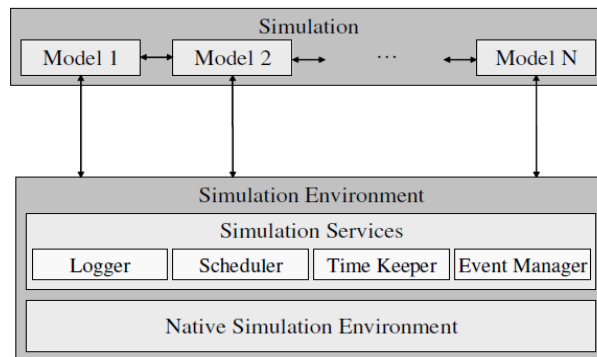 Simulation
Model 1 Model 2 ... Model N
Simulation Environment
Simulation Services
Logger Scheduler Time Keeper Event Manager
Native Simulation Environment